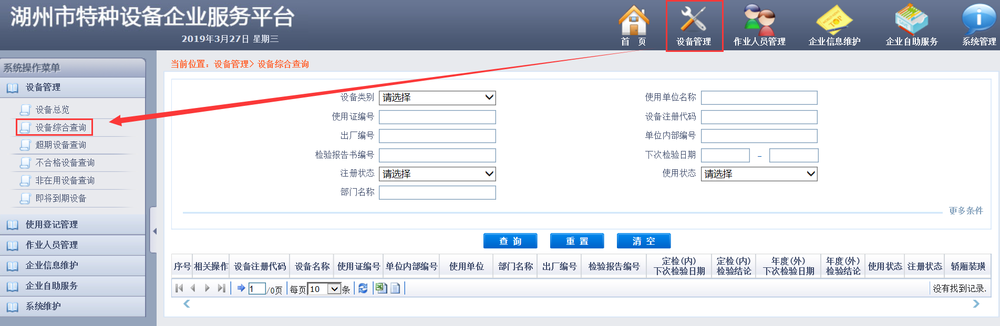 湖州市特种设备企业服务平台
2019年3月27日 星期三
首 页
设备管理
作业人员管理
企业信息维护
企业自助服务
系统管理
系统操作菜单
设备管理
设备总览
设备综合查询
超期设备查询
不合格设备查询
非在用设备查询
即将到期设备
使用登记管理
作业人员管理
企业信息维护
企业自助服务
系统维护
当前位置：设备管理> 设备综合查询
设备类别 请选择 使用单位名称
使用证编号 设备注册代码
出厂编号 单位内部编号
检验报告书编号 下次检验日期 –
注册状态 请选择 使用状态 请选择
部门名称
更多条件
查 询 重 置 清 空
序号 相关操作 设备注册代码 设备名称 使用证编号 单位内部编号 使用单位 部门名称 出厂编号 检验报告编号 定检(内)下次检验日期 定检(内)检验结论 年度(外)下次检验日期 年度(外)检验结论 使用状态 注册状态 轿厢装璜
1 /0页 每页 10 条 没有找到记录.